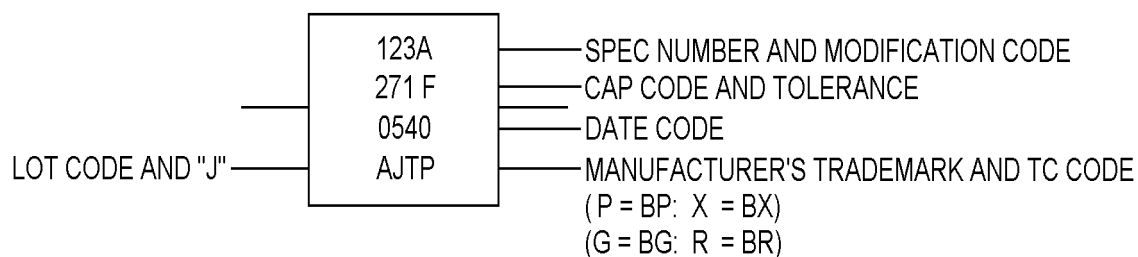 123A SPEC NUMBER AND MODIFICATION CODE
271 F CAP CODE AND TOLERANCE
0540 DATE CODE
LOT CODE AND "J" AJTP MANUFACTURER'S TRADEMARK AND TC CODE
( P = BP: X = BX)
(G = BG: R = BR)